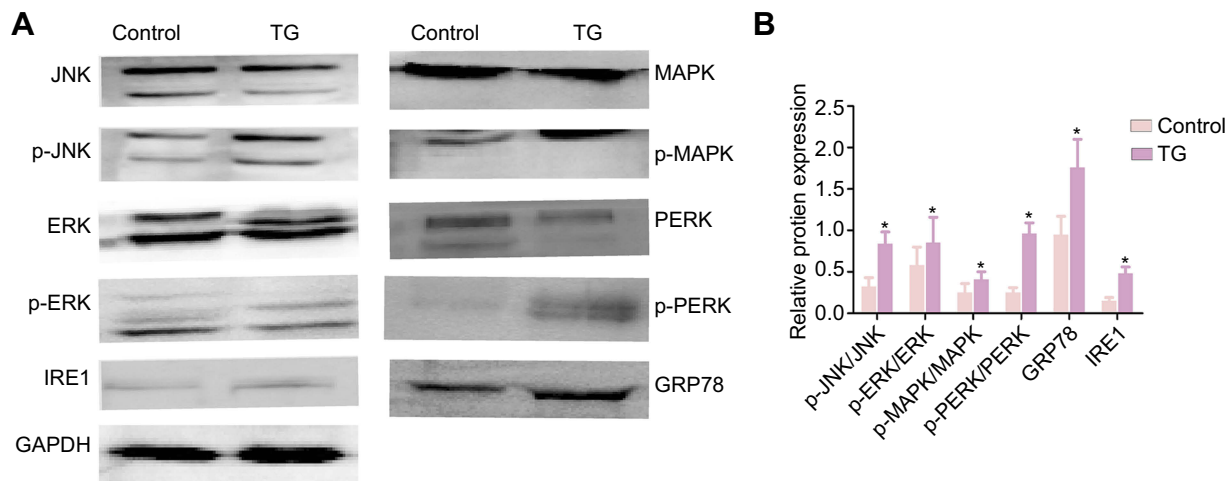 A
Control TG
JNK
p-JNK
ERK
p-ERK
IRE1
GAPDH
Control TG
MAPK
p-MAPK
PERK
p-PERK
GRP78
B
Relative protien expression
2.5
2.0
1.5
1.0
0.5
0.0
* * * * * *
p-JNK/JNK
p-ERK/ERK
p-MAPK/MAPK
p-PERK/PERK
GRP78
IRE1
Control
TG